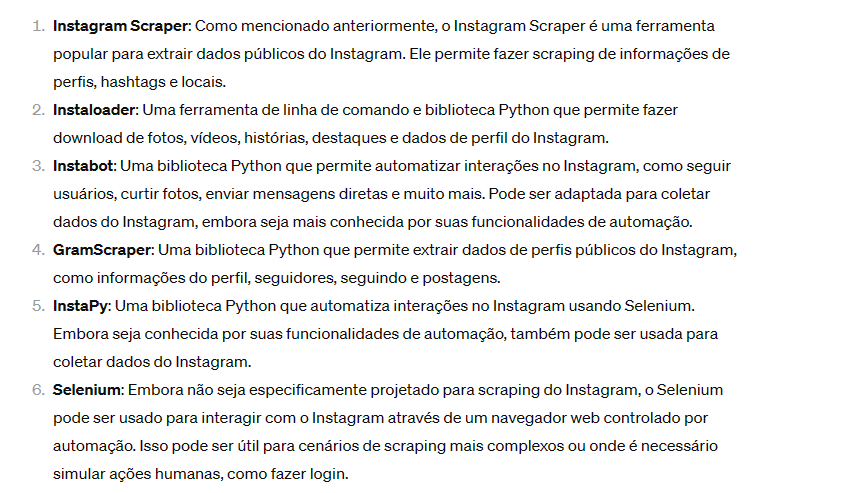 1. Instagram Scraper: Como mencionado anteriormente, o Instagram Scraper é uma ferramenta
popular para extrair dados públicos do Instagram. Ele permite fazer scraping de informações de
perfis, hashtags e locais.
2. Instaloader: Uma ferramenta de linha de comando e biblioteca Python que permite fazer
download de fotos, vídeos, histórias, destaques e dados de perfil do Instagram.
3. Instabot: Uma biblioteca Python que permite automatizar interações no Instagram, como seguir
usuários, curtir fotos, enviar mensagens diretas e muito mais. Pode ser adaptada para coletar
dados do Instagram, embora seja mais conhecida por suas funcionalidades de automação.
4. GramScraper: Uma biblioteca Python que permite extrair dados de perfis públicos do Instagram,
como informações do perfil, seguidores, seguindo e postagens.
5. InstaPy: Uma biblioteca Python que automatiza interações no Instagram usando Selenium.
Embora seja conhecida por suas funcionalidades de automação, também pode ser usada para
coletar dados do Instagram.
6. Selenium: Embora não seja especificamente projetado para scraping do Instagram, o Selenium
pode ser usado para interagir com o Instagram através de um navegador web controlado por
automação. Isso pode ser útil para cenários de scraping mais complexos ou onde é necessário
simular ações humanas, como fazer login.